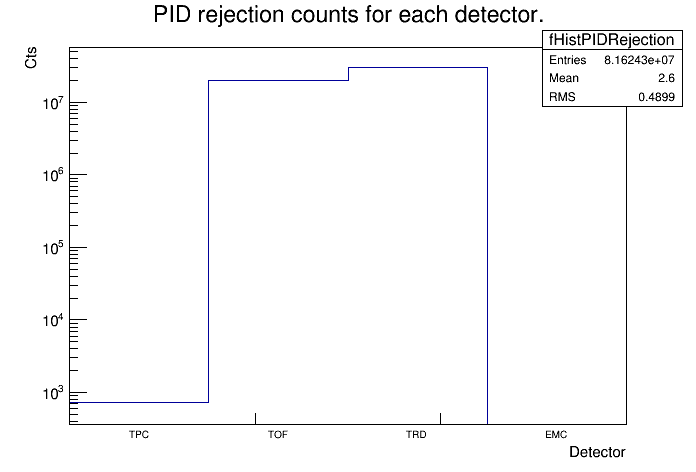 PID rejection counts for each detector.
fHistPIDRejection
Entries 8.16243e+07
Mean 2.6
RMS 0.4899
Cts
10^7
10^6
10^5
10^4
10^3
TPC TOF TRD EMC
Detector